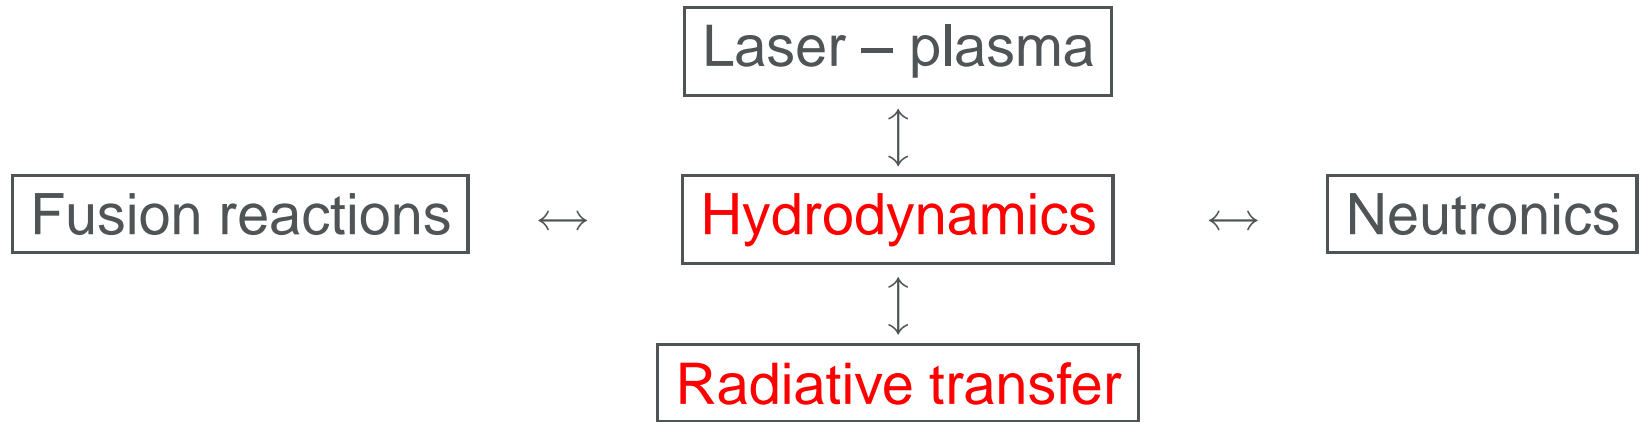 Laser – plasma
↕
Fusion reactions ↔ Hydrodynamics ↔ Neutronics
↕
Radiative transfer